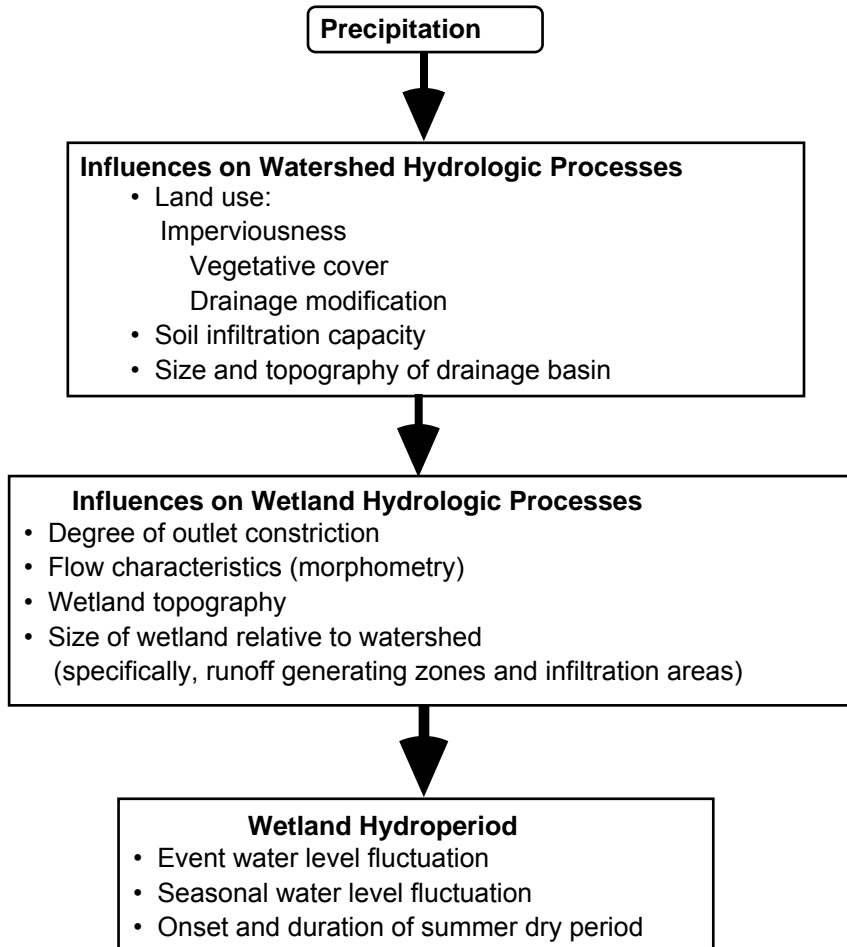 Precipitation
Influences on Watershed Hydrologic Processes
• Land use:
Imperviousness
Vegetative cover
Drainage modification
• Soil infiltration capacity
• Size and topography of drainage basin
Influences on Wetland Hydrologic Processes
• Degree of outlet constriction
• Flow characteristics (morphometry)
• Wetland topography
• Size of wetland relative to watershed
(specifically, runoff generating zones and infiltration areas)
Wetland Hydroperiod
• Event water level fluctuation
• Seasonal water level fluctuation
• Onset and duration of summer dry period